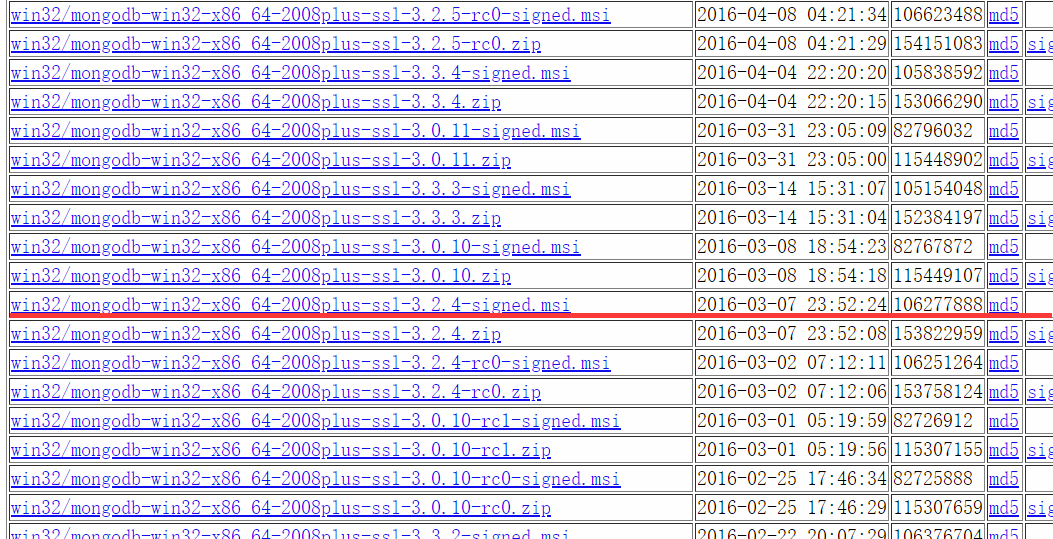 win32/mongodb-win32-x86_64-2008plus-ssl-3.2.5-rc0-signed.msi 2016-04-08 04:21:34 106623488 md5
win32/mongodb-win32-x86_64-2008plus-ssl-3.2.5-rc0.zip 2016-04-08 04:21:29 154151083 md5 sig
win32/mongodb-win32-x86_64-2008plus-ssl-3.3.4-signed.msi 2016-04-04 22:20:20 105838592 md5
win32/mongodb-win32-x86_64-2008plus-ssl-3.3.4.zip 2016-04-04 22:20:15 153066290 md5 sig
win32/mongodb-win32-x86_64-2008plus-ssl-3.0.11-signed.msi 2016-03-31 23:05:09 82796032 md5
win32/mongodb-win32-x86_64-2008plus-ssl-3.0.11.zip 2016-03-31 23:05:00 115448902 md5 sig
win32/mongodb-win32-x86_64-2008plus-ssl-3.3.3-signed.msi 2016-03-14 15:31:07 105154048 md5
win32/mongodb-win32-x86_64-2008plus-ssl-3.3.3.zip 2016-03-14 15:31:04 152384197 md5 sig
win32/mongodb-win32-x86_64-2008plus-ssl-3.0.10-signed.msi 2016-03-08 18:54:23 82767872 md5
win32/mongodb-win32-x86_64-2008plus-ssl-3.0.10.zip 2016-03-08 18:54:18 115449107 md5 sig
win32/mongodb-win32-x86_64-2008plus-ssl-3.2.4-signed.msi 2016-03-07 23:52:24 106277888 md5
win32/mongodb-win32-x86_64-2008plus-ssl-3.2.4.zip 2016-03-07 23:52:08 153822959 md5 sig
win32/mongodb-win32-x86_64-2008plus-ssl-3.2.4-rc0-signed.msi 2016-03-02 07:12:11 106251264 md5
win32/mongodb-win32-x86_64-2008plus-ssl-3.2.4-rc0.zip 2016-03-02 07:12:06 153758124 md5 sig
win32/mongodb-win32-x86_64-2008plus-ssl-3.0.10-rc1-signed.msi 2016-03-01 05:19:59 82726912 md5
win32/mongodb-win32-x86_64-2008plus-ssl-3.0.10-rc1.zip 2016-03-01 05:19:56 115307155 md5 sig
win32/mongodb-win32-x86_64-2008plus-ssl-3.0.10-rc0-signed.msi 2016-02-25 17:46:34 82725888 md5
win32/mongodb-win32-x86_64-2008plus-ssl-3.0.10-rc0.zip 2016-02-25 17:46:29 115307659 md5 sig
win32/mongodb-win32-x86_64-2008plus-ssl-3.3.2-signed.msi 2016-02-22 20:07:29 106376704 md5